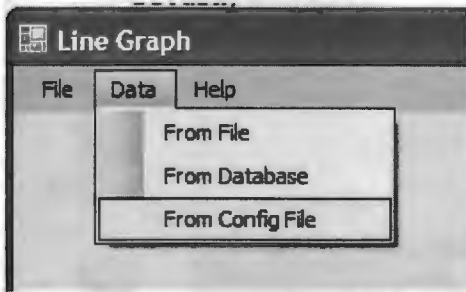 Line Graph
File Data Help
From File
From Database
From Config File